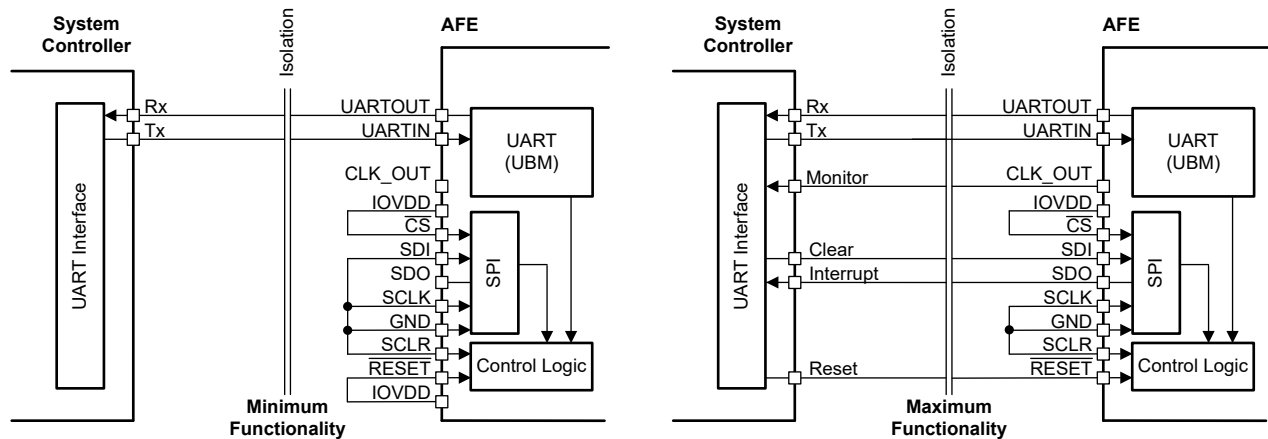 System
Controller
Isolation
AFE
Rx
Tx
UARTOUT
UARTIN
CLK_OUT
IOVDD
CS
SDI
SDO
SCLK
GND
SCLR
RESET
IOVDD
UART Interface
UART
(UBM)
SPI
Control Logic
Minimum
Functionality
System
Controller
Isolation
AFE
Rx
Tx
Monitor
Clear
Interrupt
Reset
UARTOUT
UARTIN
CLK_OUT
IOVDD
CS
SDI
SDO
SCLK
GND
SCLR
RESET
UART Interface
UART
(UBM)
SPI
Control Logic
Maximum
Functionality